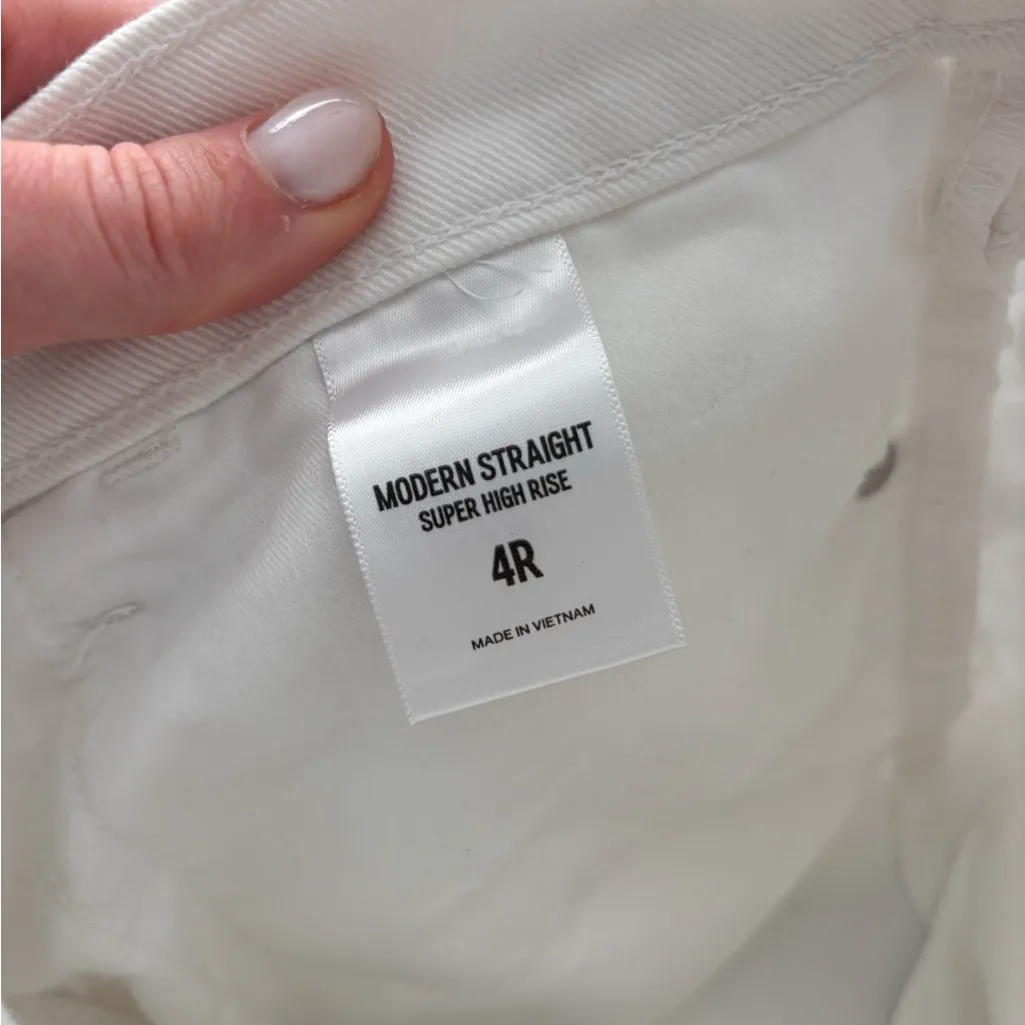 MODERN STRAIGHT
SUPER HIGH RISE
4R
MADE IN VIETNAM